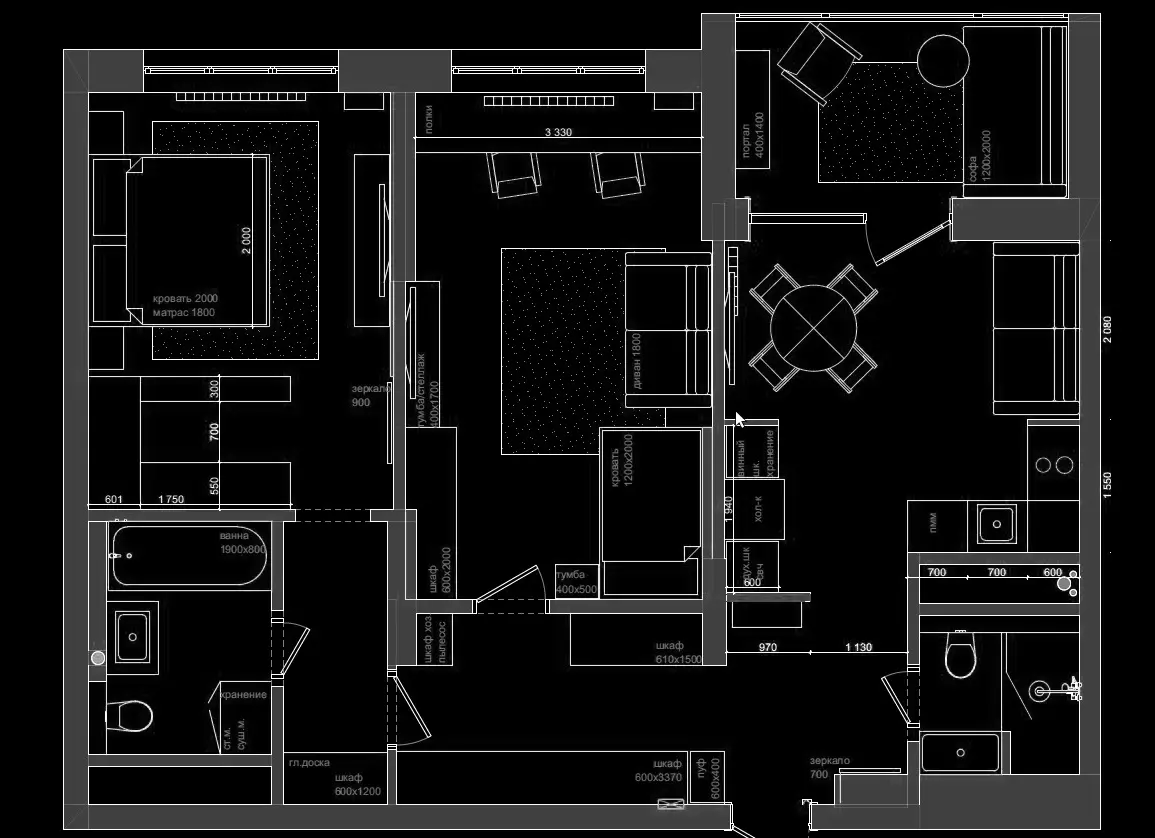 полки
3 330
портал
400x1400
софа
1200x2000
2 000
кровать 2000
матрас 1800
диван 1800
2 080
зеркало
900
тумба/стеллаж
400x1700
300
700
550
601
1 750
кровать
1200x2000
винный
шк.
хранение
хол-к
1 940
дух.шк
свч
600
пмм
1 550
700
700
600
ванна
1900x800
шкаф
600x2000
тумба
400x500
шкаф хоз.
пылесос
шкаф
610x1500
970
1 130
хранение
ст.м.
суш.м.
гл.доска
шкаф
600x1200
шкаф
600x3370
пуф
600x400
зеркало
700